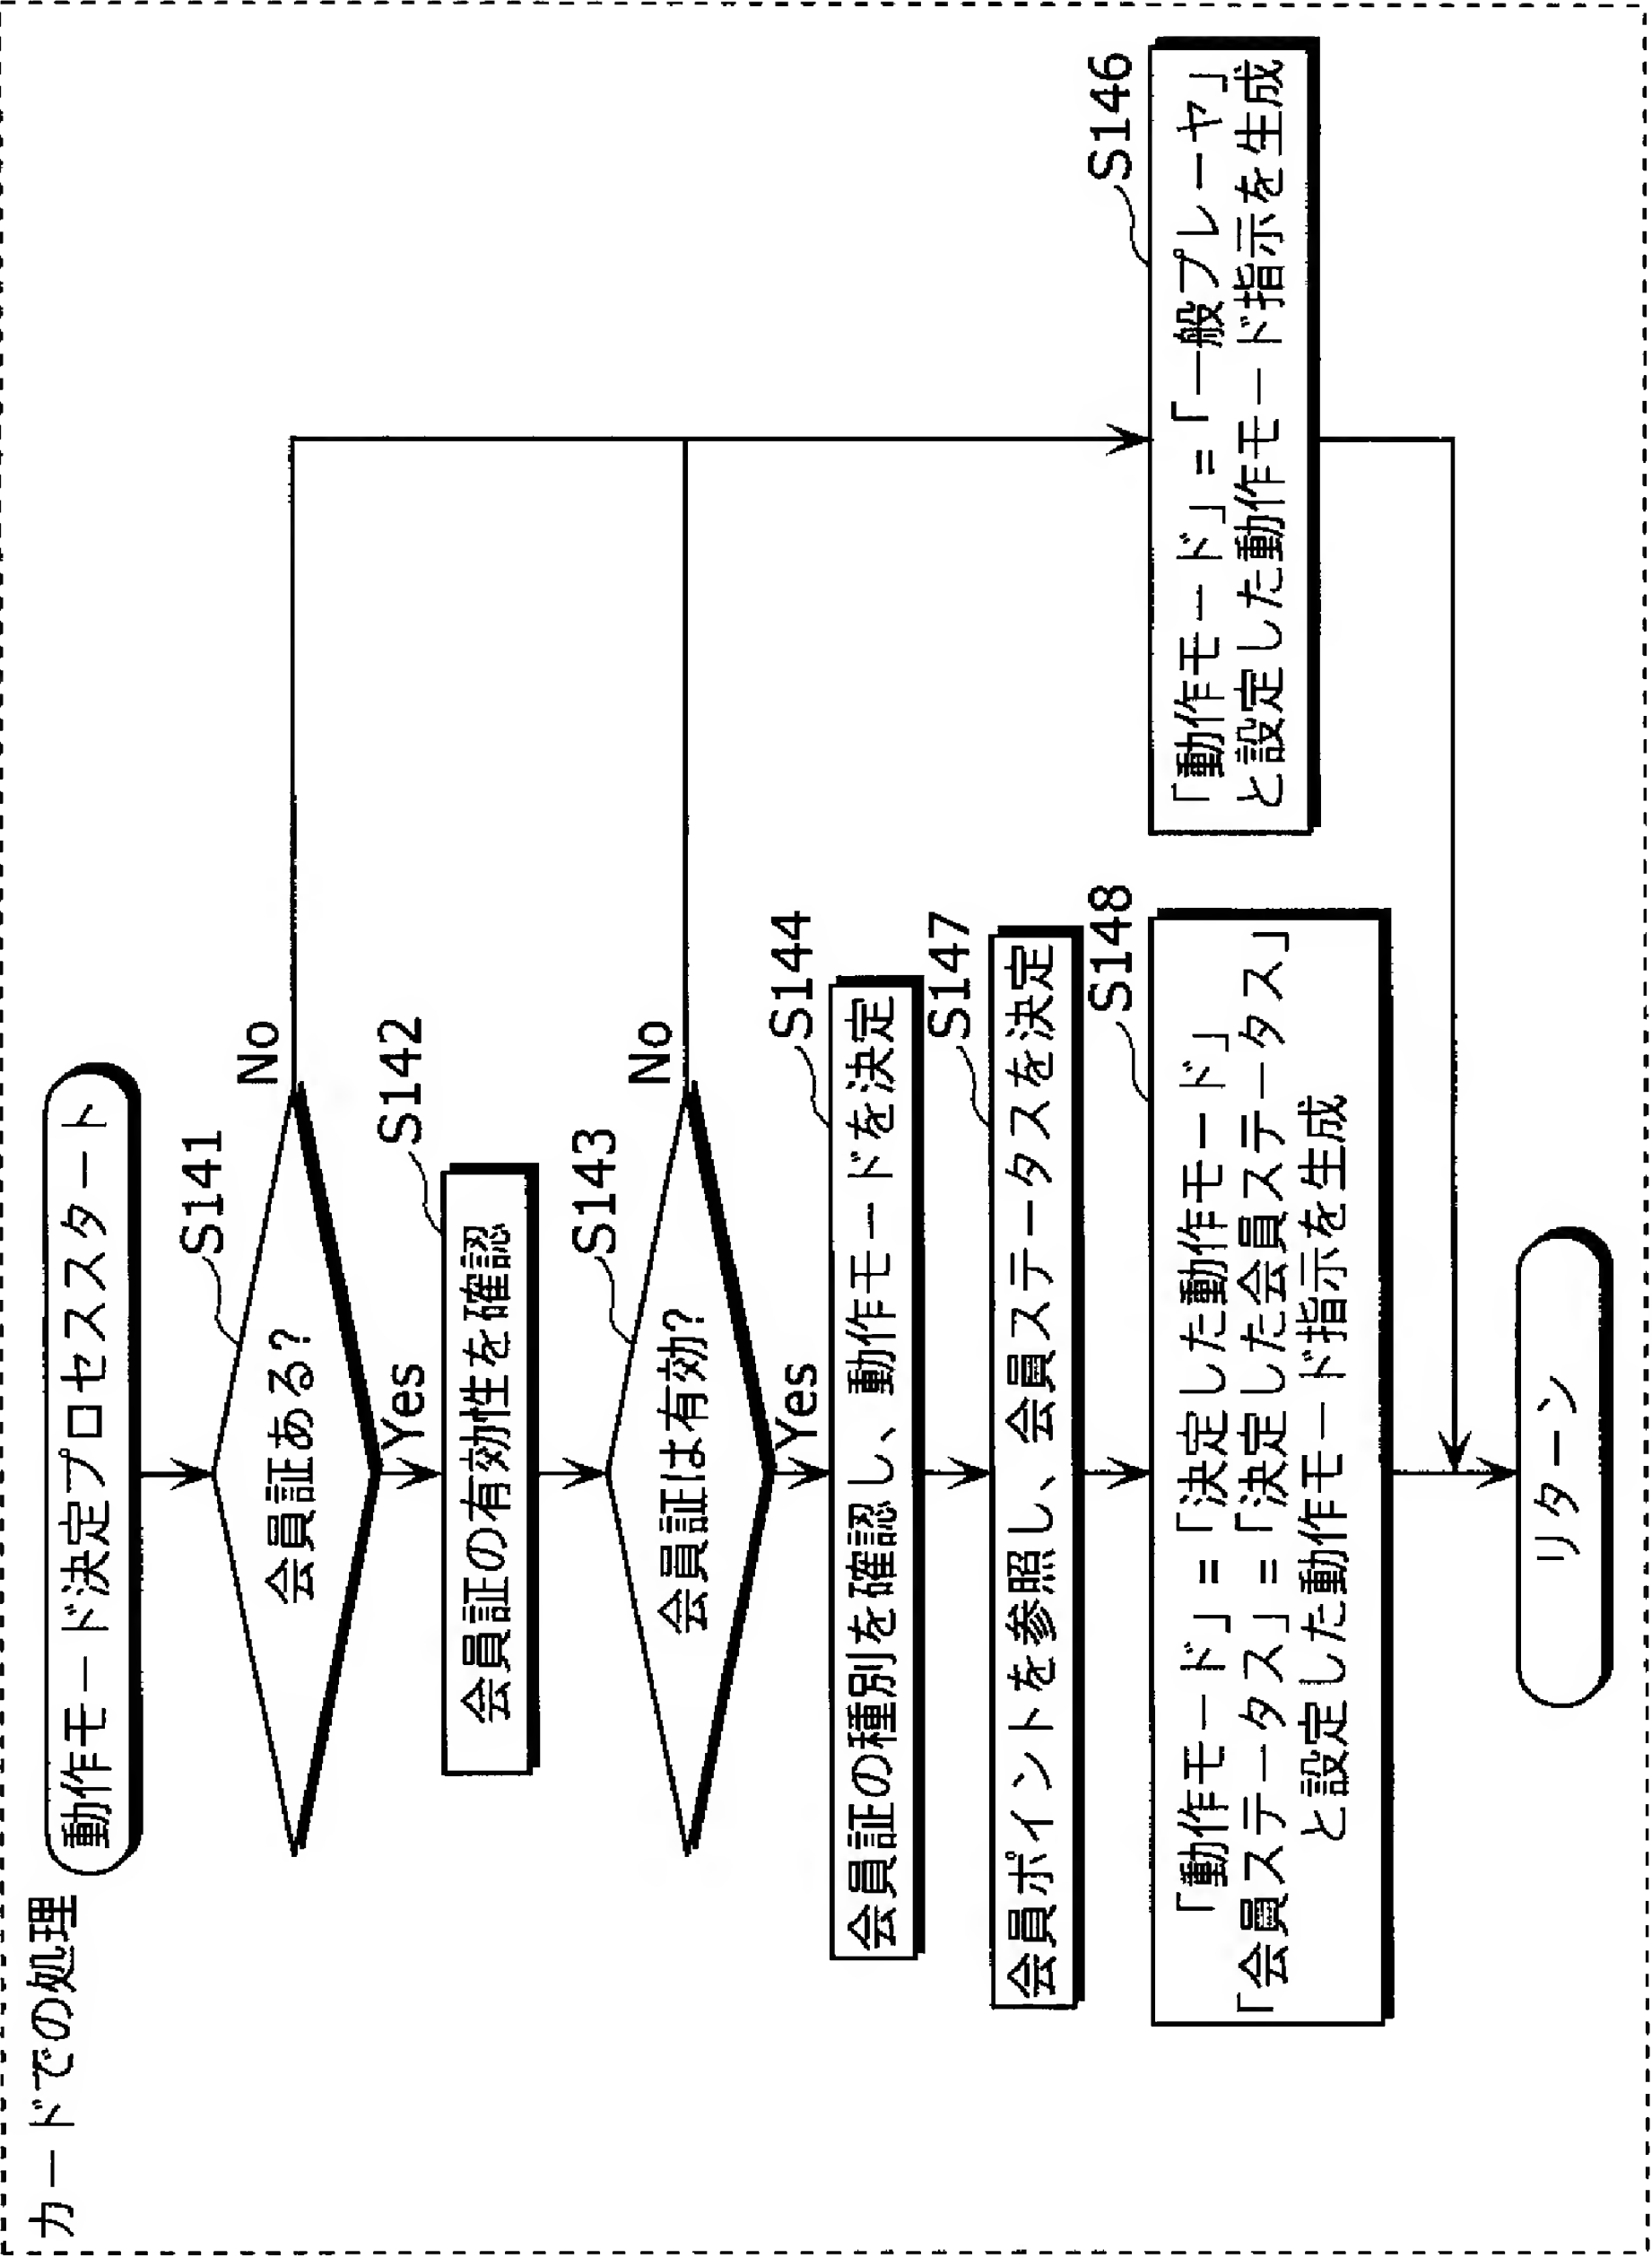 カードでの処理
動作モード決定プロセススタート
S141
会員証ある?
No
Yes
S142
会員証の有効性を確認
S143
会員証は有効?
No
Yes
S144
会員証の種別を確認し、動作モードを決定
S147
会員ポイントを参照し、会員ステータスを決定
S148
「動作モード」=「決定した動作モード」
「会員ステータス」=「決定した会員ステータス」
と設定した動作モード指示を生成
S146
「動作モード」=「一般プレーヤ」
と設定した動作モード指示を生成
リターン